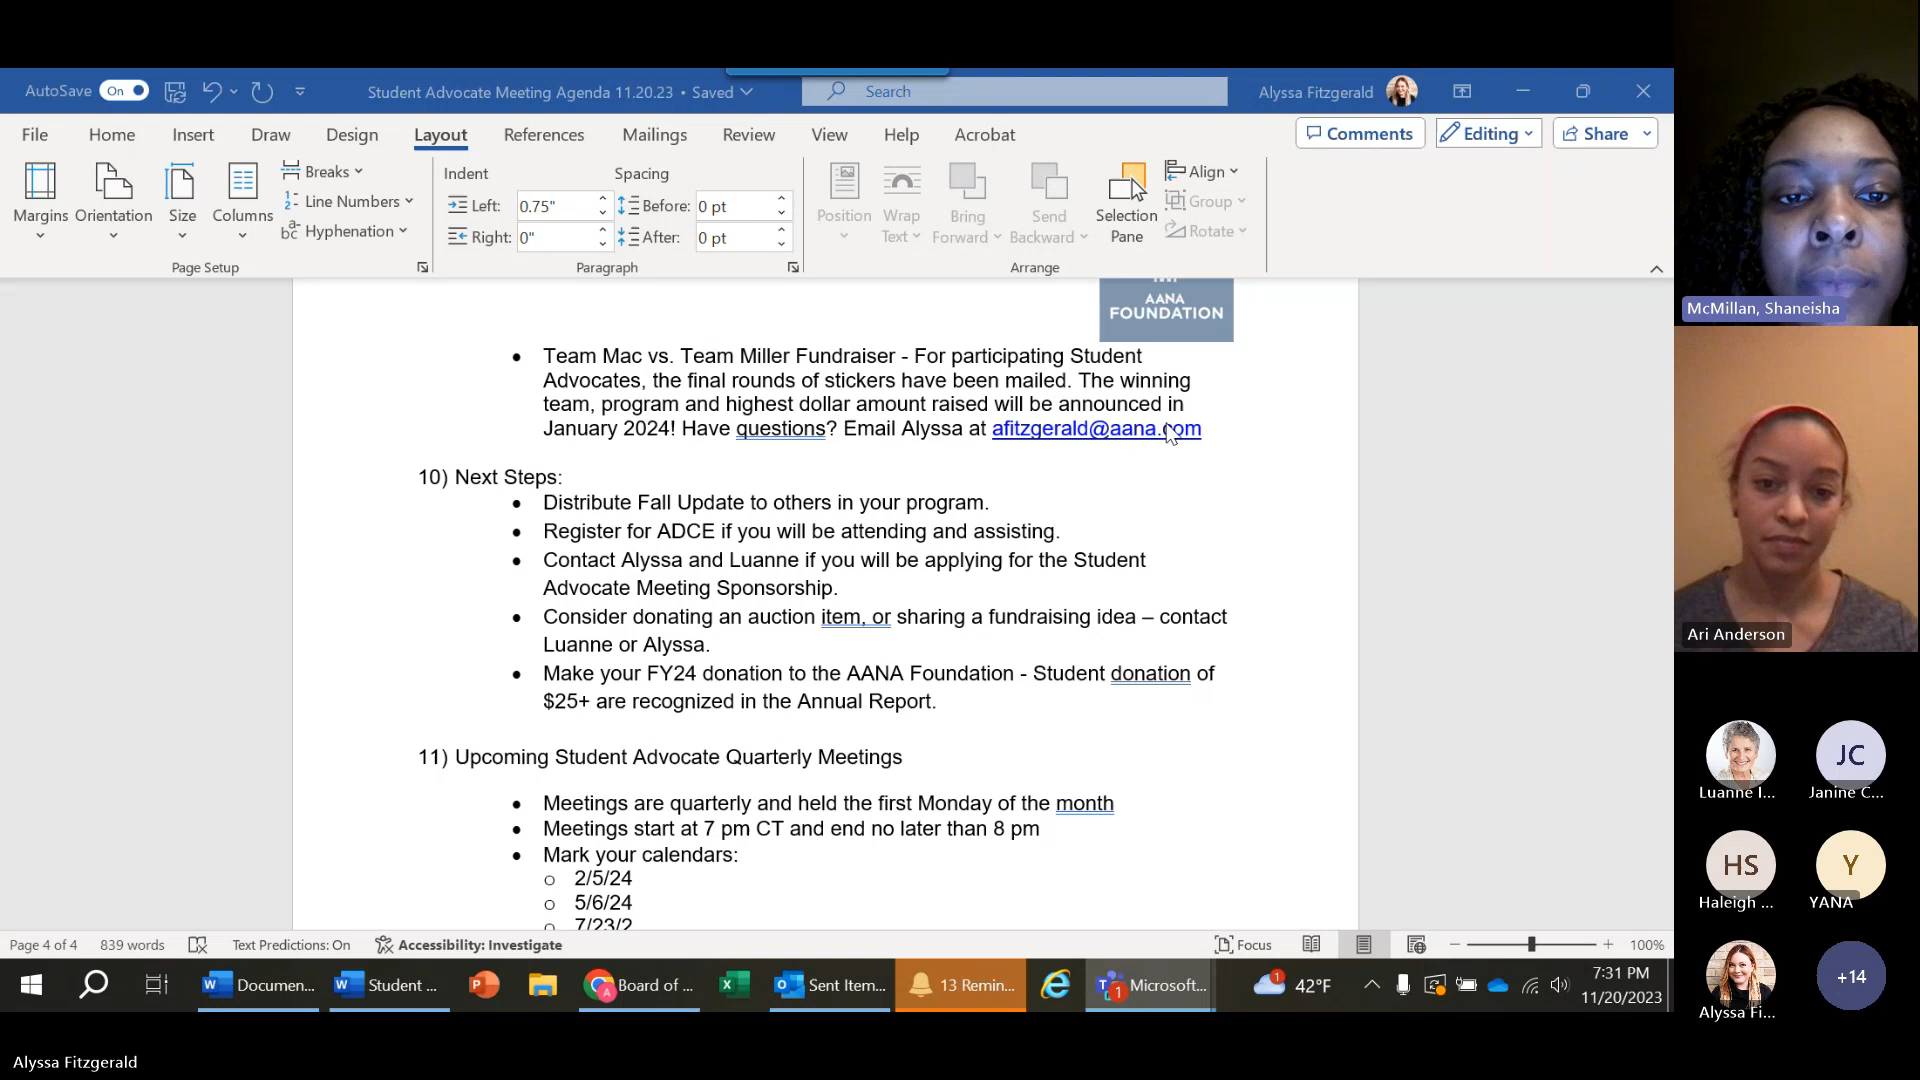 AutoSave On
Student Advocate Meeting Agenda 11.20.23 • Saved
Search
Alyssa Fitzgerald
File Home Insert Draw Design Layout References Mailings Review View Help Acrobat
Comments Editing Share
Margins Orientation Size Columns
Breaks
Line Numbers
Hyphenation
Page Setup
Indent Spacing
Left: 0.75" Before: 0 pt
Right: 0" After: 0 pt
Paragraph
Position
Wrap Text
Bring Forward
Send Backward
Selection Pane
Align
Group
Rotate
Arrange
AANA
FOUNDATION
• Team Mac vs. Team Miller Fundraiser - For participating Student
Advocates, the final rounds of stickers have been mailed. The winning
team, program and highest dollar amount raised will be announced in
January 2024! Have questions? Email Alyssa at afitzgerald@aana.com
10) Next Steps:
• Distribute Fall Update to others in your program.
• Register for ADCE if you will be attending and assisting.
• Contact Alyssa and Luanne if you will be applying for the Student
Advocate Meeting Sponsorship.
• Consider donating an auction item, or sharing a fundraising idea – contact
Luanne or Alyssa.
• Make your FY24 donation to the AANA Foundation - Student donation of
$25+ are recognized in the Annual Report.
11) Upcoming Student Advocate Quarterly Meetings
• Meetings are quarterly and held the first Monday of the month
• Meetings start at 7 pm CT and end no later than 8 pm
• Mark your calendars:
o 2/5/24
o 5/6/24
o 7/23/2
Page 4 of 4 839 words Text Predictions: On Accessibility: Investigate Focus 100%
Documen... Student ... Board of ... Sent Item... 13 Remin... Microsoft... 42°F
7:31 PM
11/20/2023
McMillan, Shaneisha
Ari Anderson
Luanne I...
JC
Janine C...
HS
Haleigh ...
Y
YANA
Alyssa Fi...
+14
Alyssa Fitzgerald